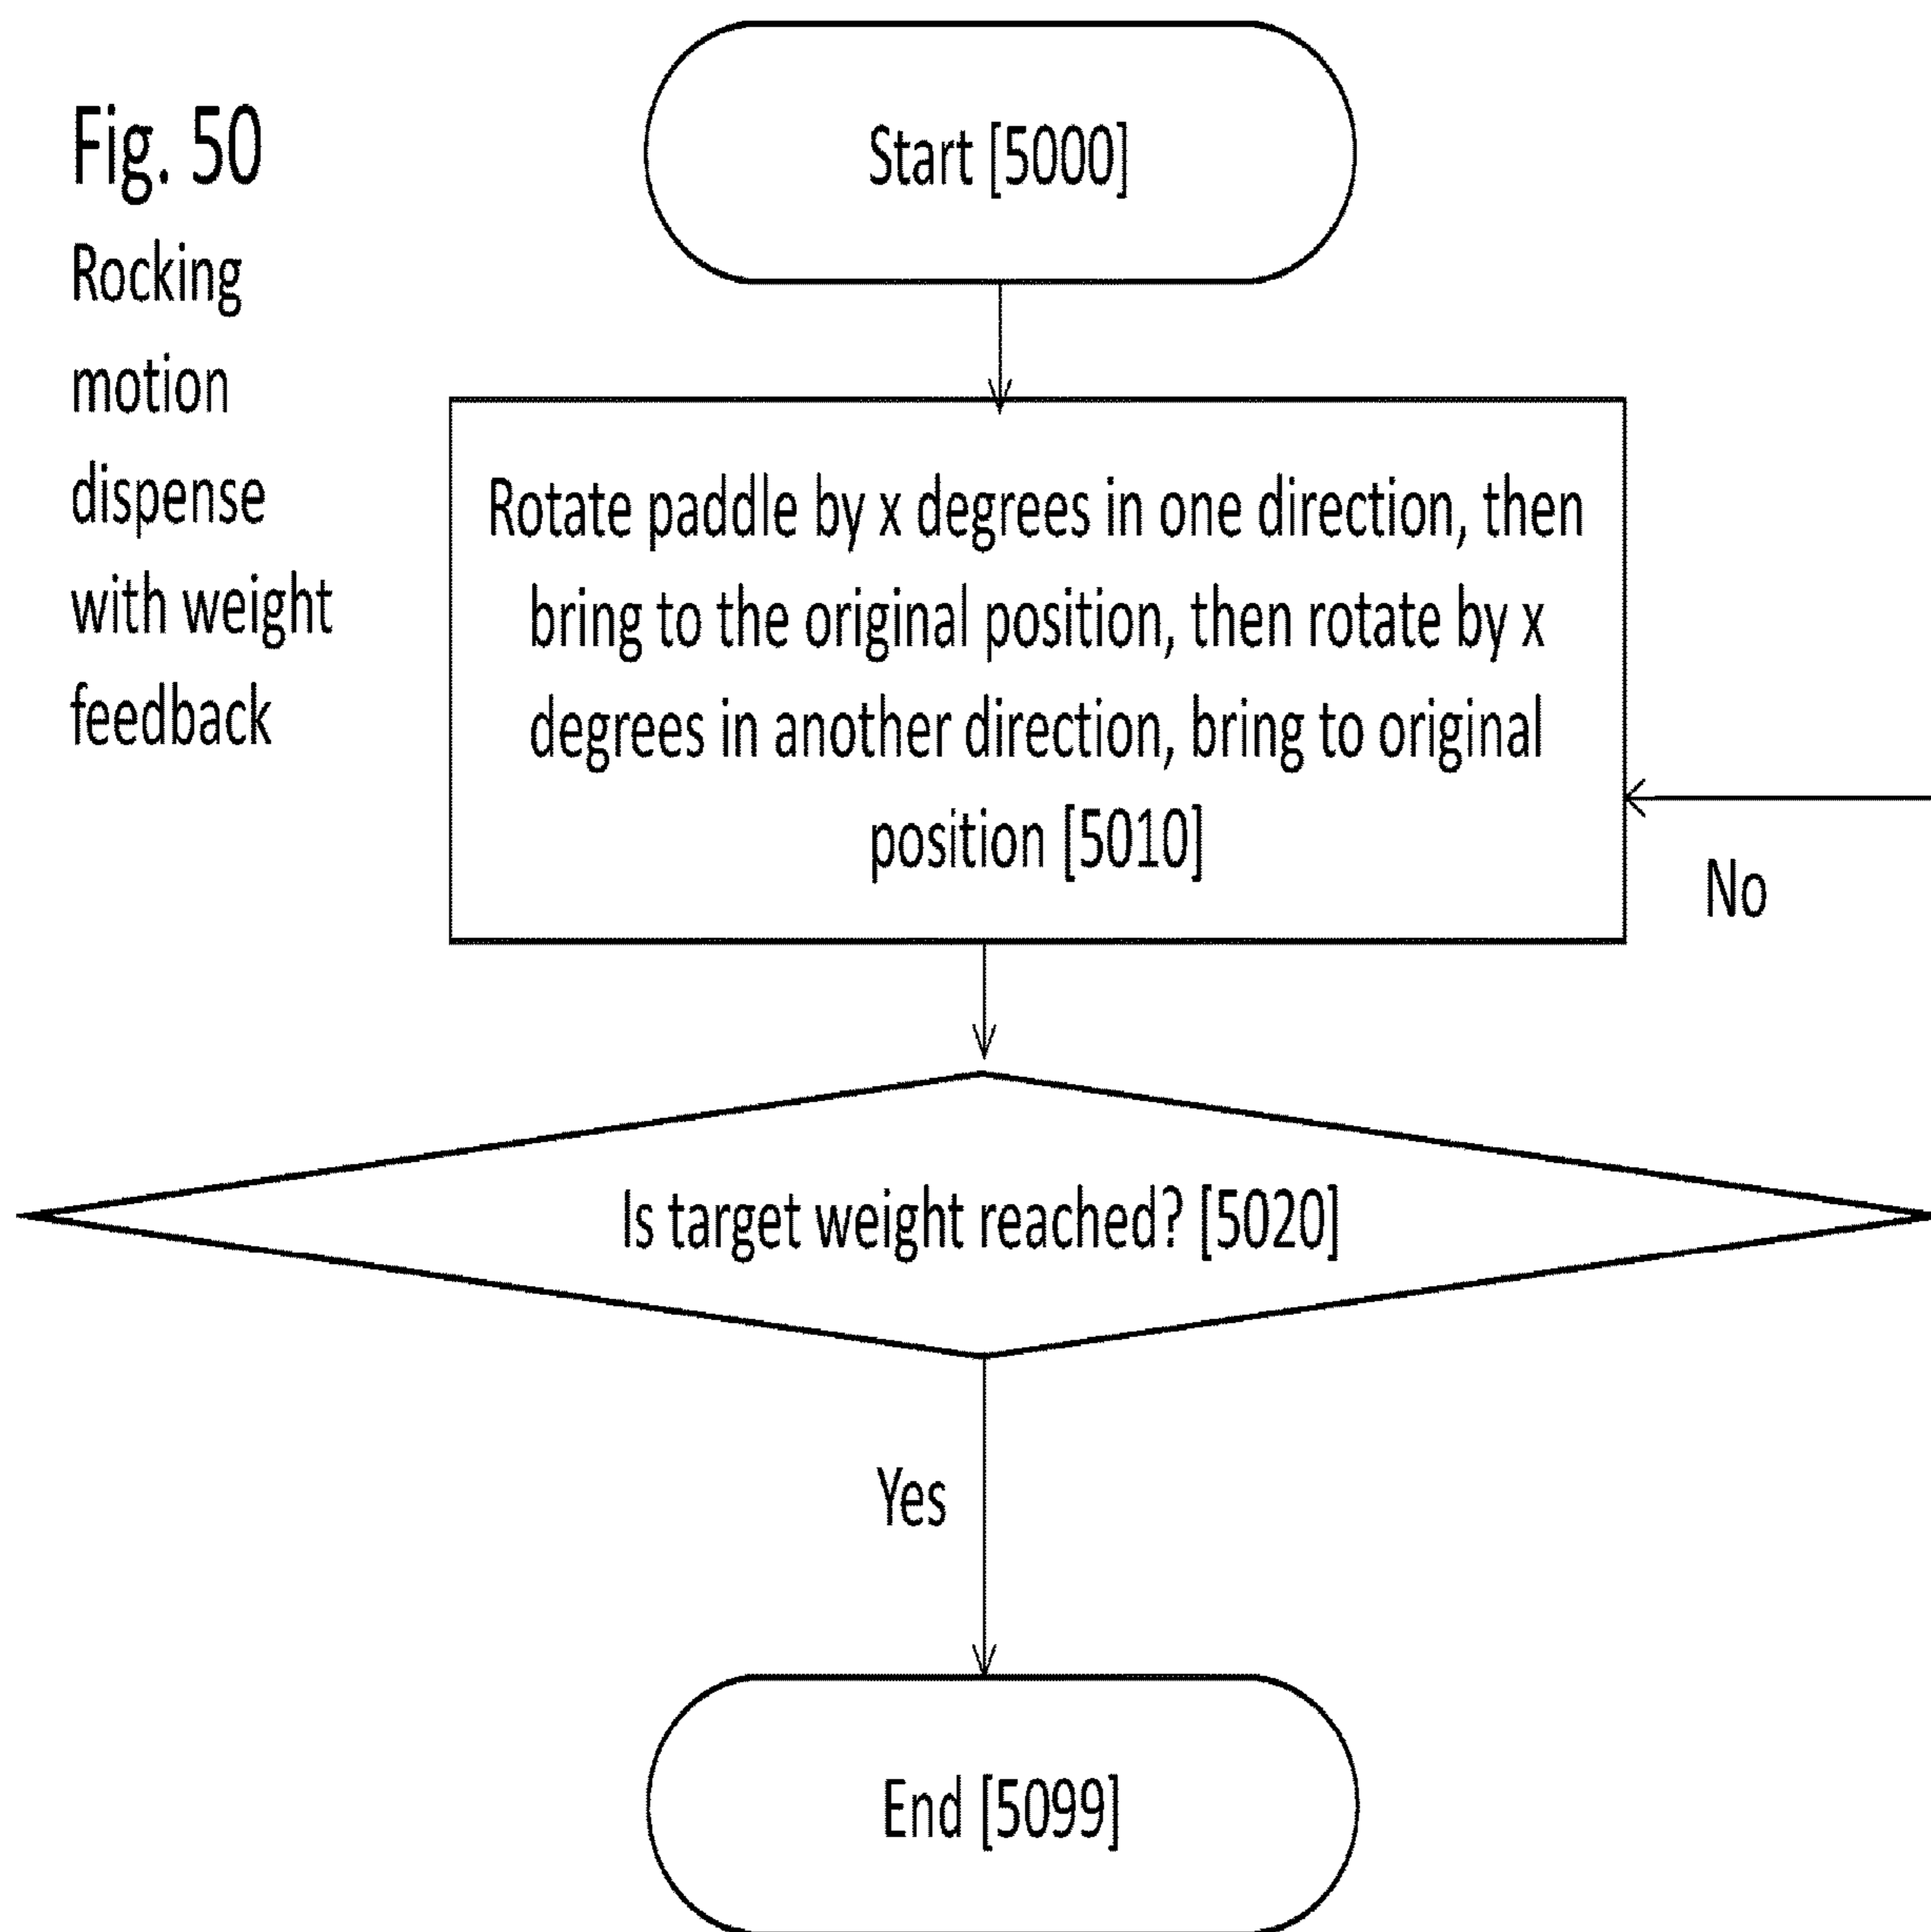 Fig. 50
Rocking
motion
dispense
with weight
feedback
Start [5000]
Rotate paddle by x degrees in one direction, then
bring to the original position, then rotate by x
degrees in another direction, bring to original
position [5010]
No
Is target weight reached? [5020]
Yes
End [5099]